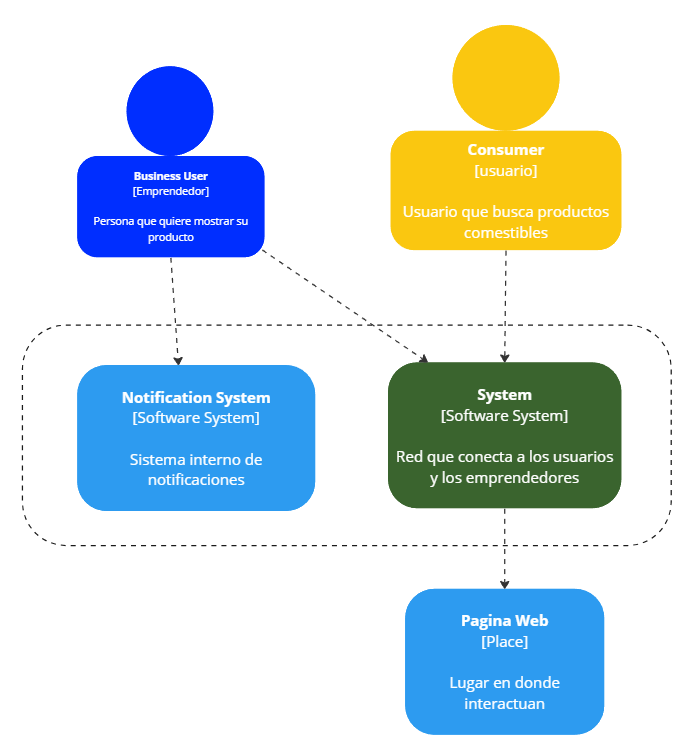 Business User
[Emprendedor]
Persona que quiere mostrar su
producto
Consumer
[usuario]
Usuario que busca productos
comestibles
Notification System
[Software System]
Sistema interno de
notificaciones
System
[Software System]
Red que conecta a los usuarios
y los emprendedores
Pagina Web
[Place]
Lugar en donde
interactuan